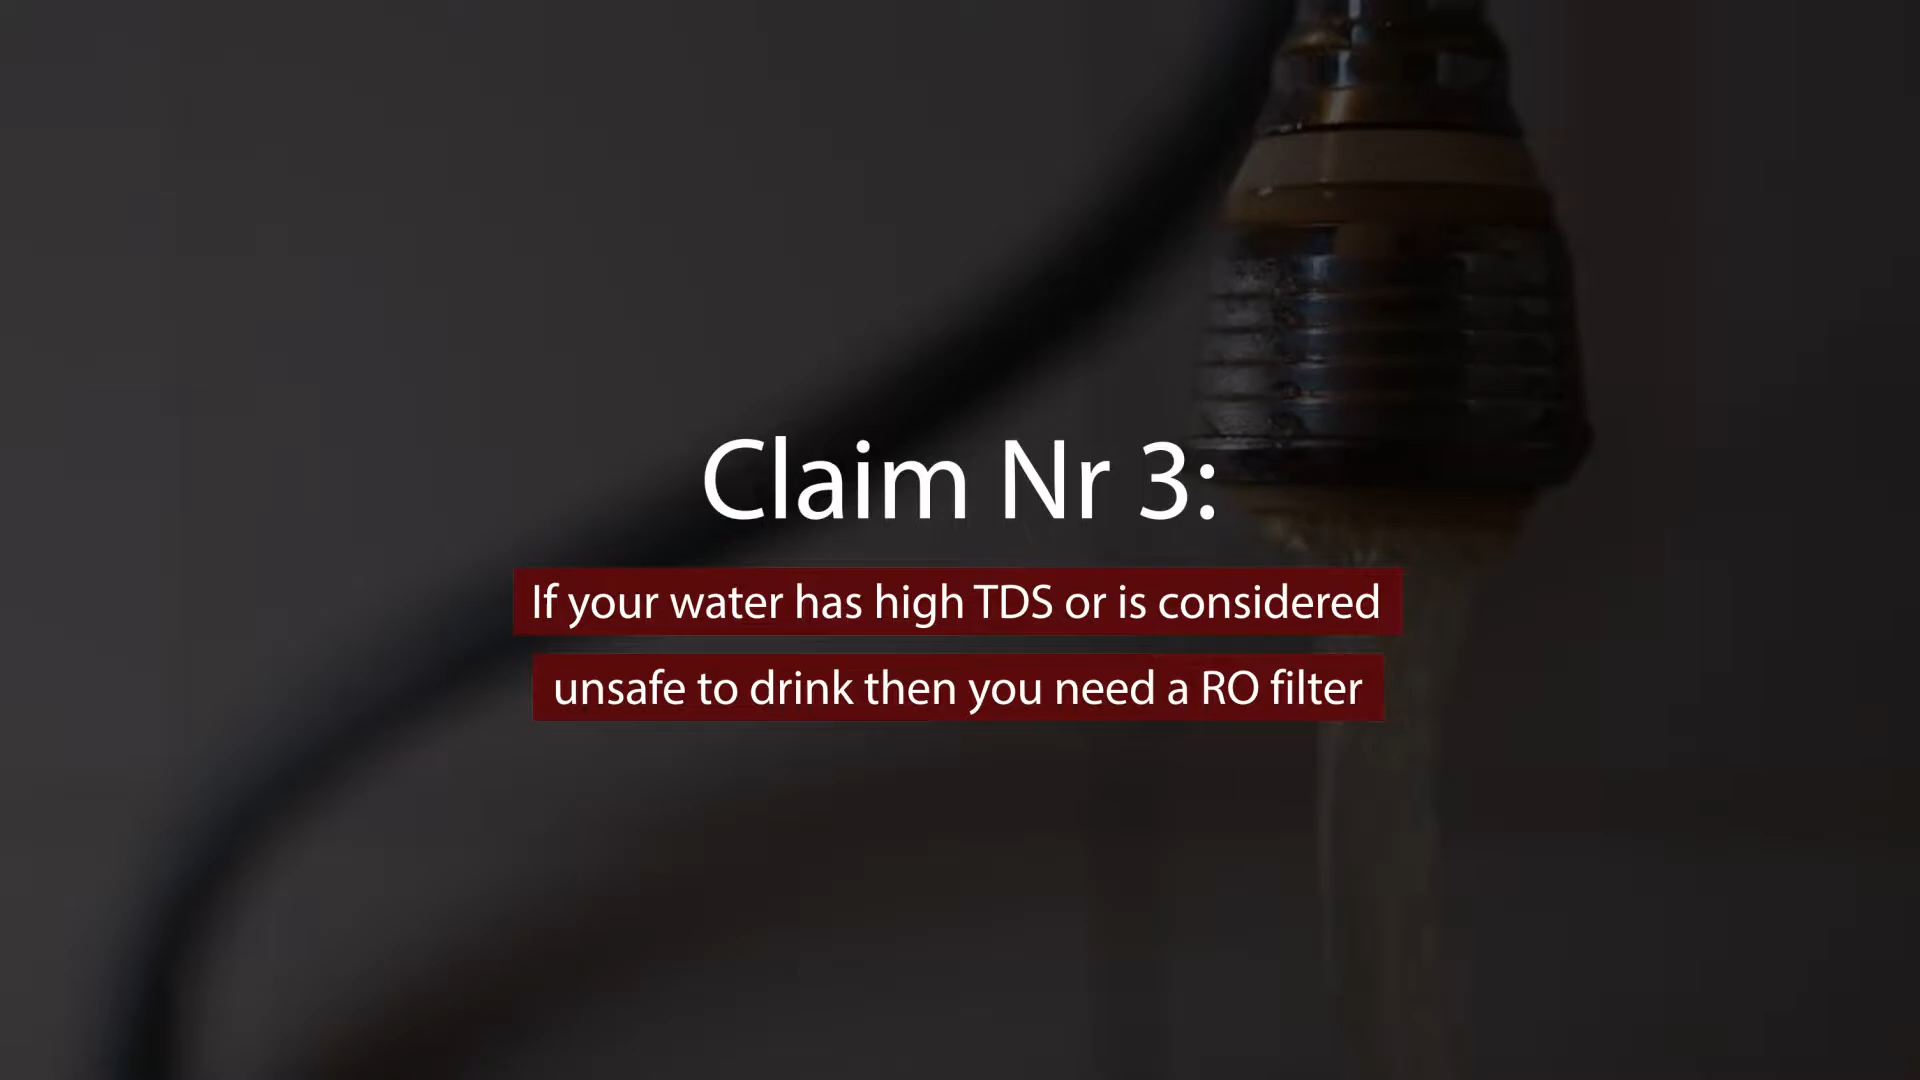 Claim Nr 3:
If your water has high TDS or is considered
unsafe to drink then you need a RO filter